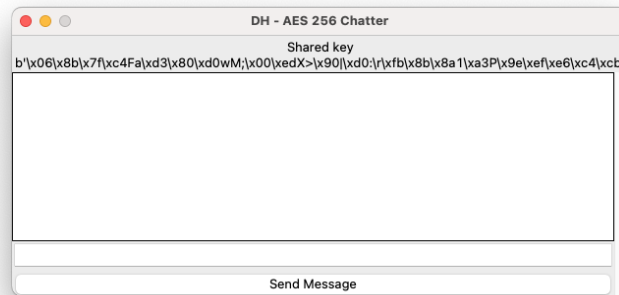 DH - AES 256 Chatter
Shared key
b'\x06\x8b\x7f\xc4Fa\xd3\x80\xd0wM;\x00\xedX>\x90|\xd0:\r\xfb\x8b\x8a1\xa3P\x9e\xef\xe6\xc4\xcb
Send Message